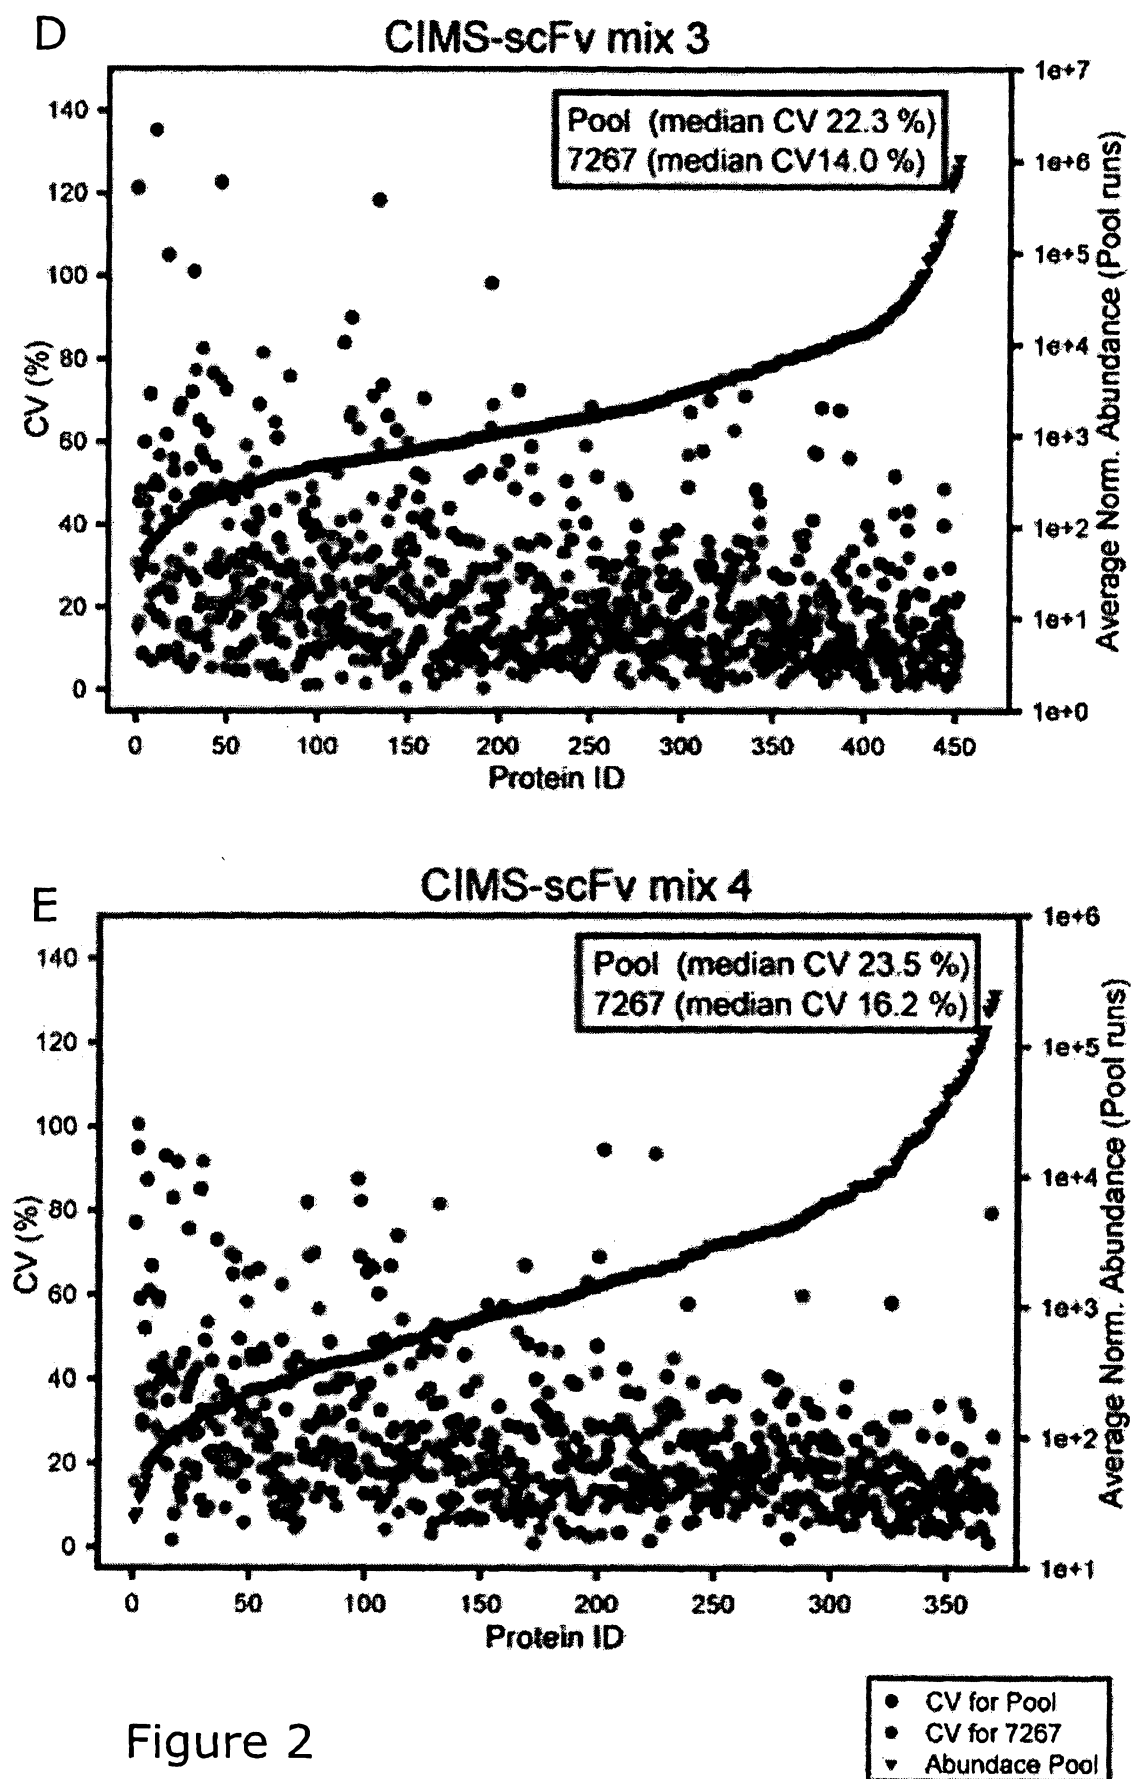 D
CIMS-scFv mix 3
Pool (median CV 22.3 %)
7267 (median CV14.0 %)
140
120
100
80
60
40
20
0
CV (%)
1e+7
1e+6
1e+5
1e+4
1e+3
1e+2
1e+1
1e+0
Average Norm. Abundance (Pool runs)
0 50 100 150 200 250 300 350 400 450
Protein ID
E
CIMS-scFv mix 4
Pool (median CV 23.5 %)
7267 (median CV 16.2 %)
140
120
100
80
60
40
20
0
CV (%)
1e+6
1e+5
1e+4
1e+3
1e+2
1e+1
Average Norm. Abundance (Pool runs)
0 50 100 150 200 250 300 350
Protein ID
CV for Pool
CV for 7267
Abundace Pool
Figure 2